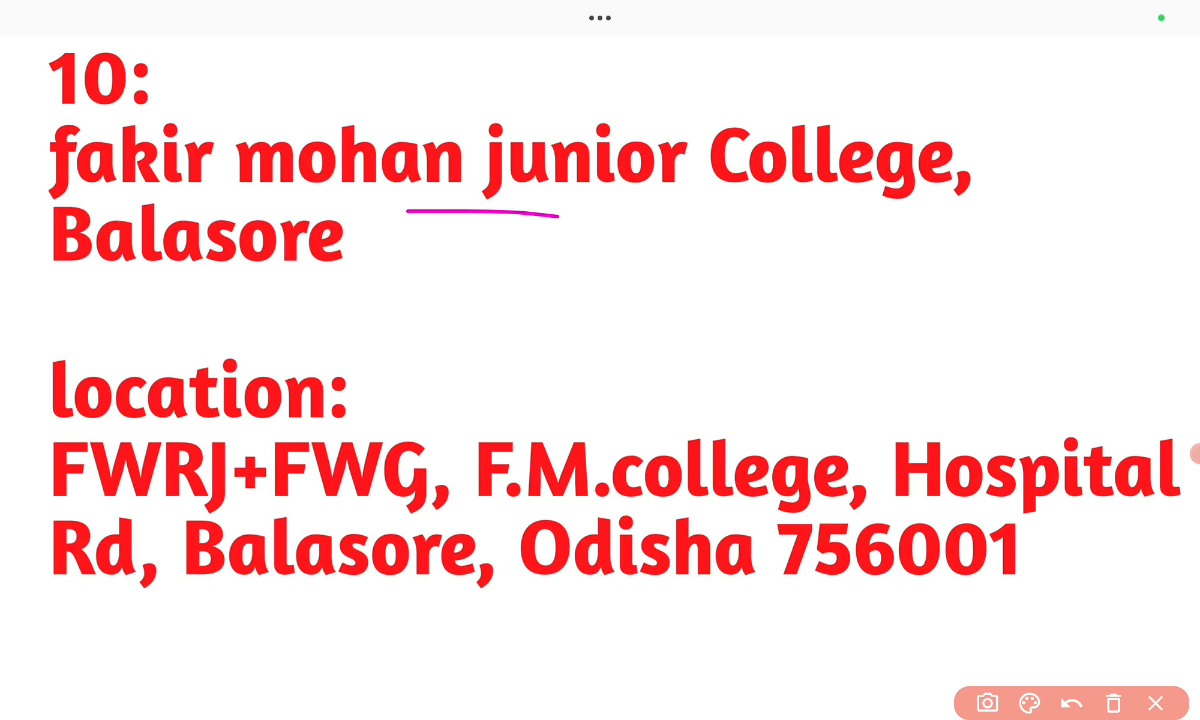 10:
fakir mohan junior College,
Balasore
location:
FWRJ+FWG, F.M.college, Hospital
Rd, Balasore, Odisha 756001